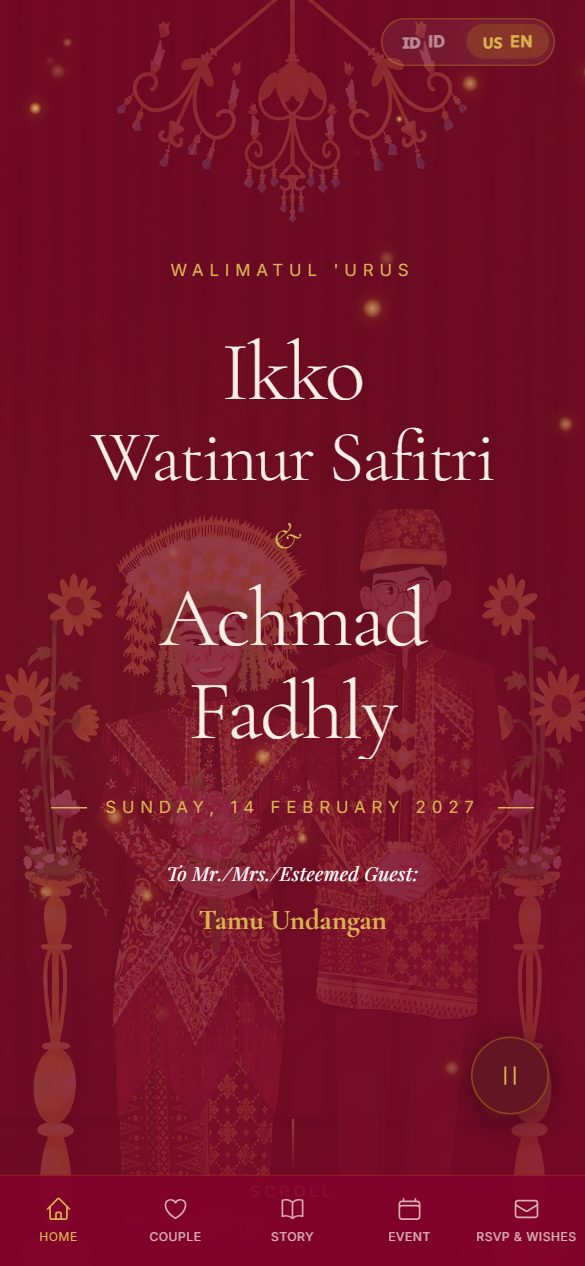 ID ID
US EN
WALIMATUL 'URUS
Ikko
Watinur Safitri
&
Achmad
Fadhly
SUNDAY, 14 FEBRUARY 2027
To Mr./Mrs./Esteemed Guest:
Tamu Undangan
SCROLL
HOME
COUPLE
STORY
EVENT
RSVP & WISHES